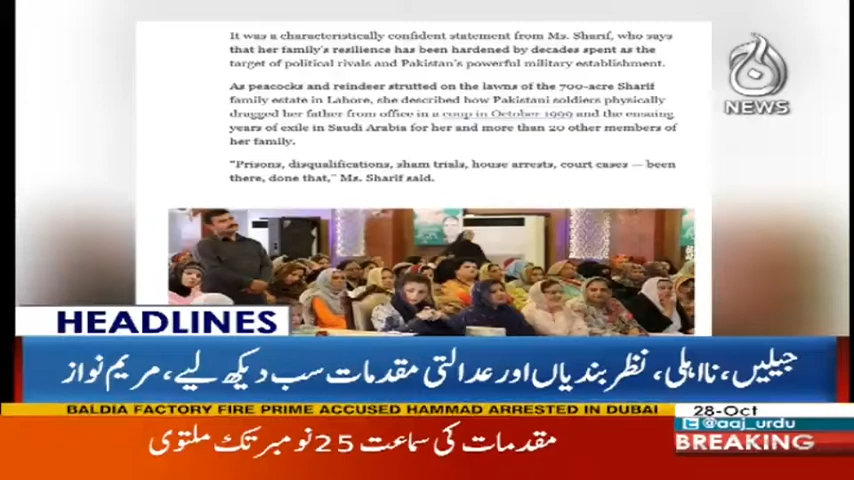 It was a characteristically confident statement from Ms. Sharif, who says
that her family's resilience has been hardened by decades spent as the
target of political rivals and Pakistan's powerful military establishment.
As peacocks and reindeer strutted on the lawns of the 700-acre Sharif
family estate in Lahore, she described how Pakistani soldiers physically
dragged her father from office in a coup in October 1999 and the ensuing
years of exile in Saudi Arabia for her and more than 20 other members of
her family.
"Prisons, disqualifications, sham trials, house arrests, court cases — been
there, done that," Ms. Sharif said.
آج
NEWS
HEADLINES
جیلیں، نااہلی، نظر بندیاں اور عدالتی مقدمات سب دیکھ لیے، مریم نواز
BALDIA FACTORY FIRE PRIME ACCUSED HAMMAD ARRESTED IN DUBAI
28-Oct
@aaj_urdu
مقدمات کی سماعت 25 نومبر تک ملتوی
BREAKING